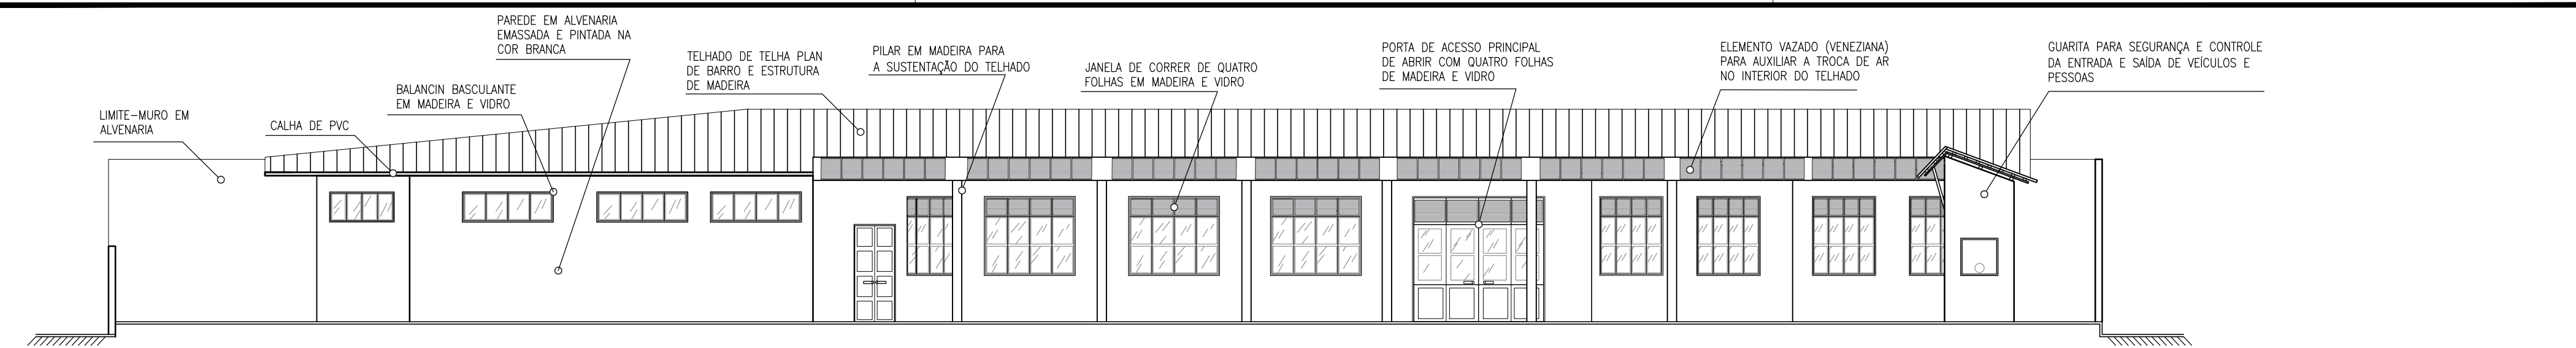 LIMITE-MURO EM
ALVENARIA
CALHA DE PVC
BALANCIN BASCULANTE
EM MADEIRA E VIDRO
PAREDE EM ALVENARIA
EMASSADA E PINTADA NA
COR BRANCA
TELHADO DE TELHA PLAN
DE BARRO E ESTRUTURA
DE MADEIRA
PILAR EM MADEIRA PARA
A SUSTENTAÇÃO DO TELHADO
JANELA DE CORRER DE QUATRO
FOLHAS EM MADEIRA E VIDRO
PORTA DE ACESSO PRINCIPAL
DE ABRIR COM QUATRO FOLHAS
DE MADEIRA E VIDRO
ELEMENTO VAZADO (VENEZIANA)
PARA AUXILIAR A TROCA DE AR
NO INTERIOR DO TELHADO
GUARITA PARA SEGURANÇA E CONTROLE
DA ENTRADA E SAÍDA DE VEÍCULOS E
PESSOAS